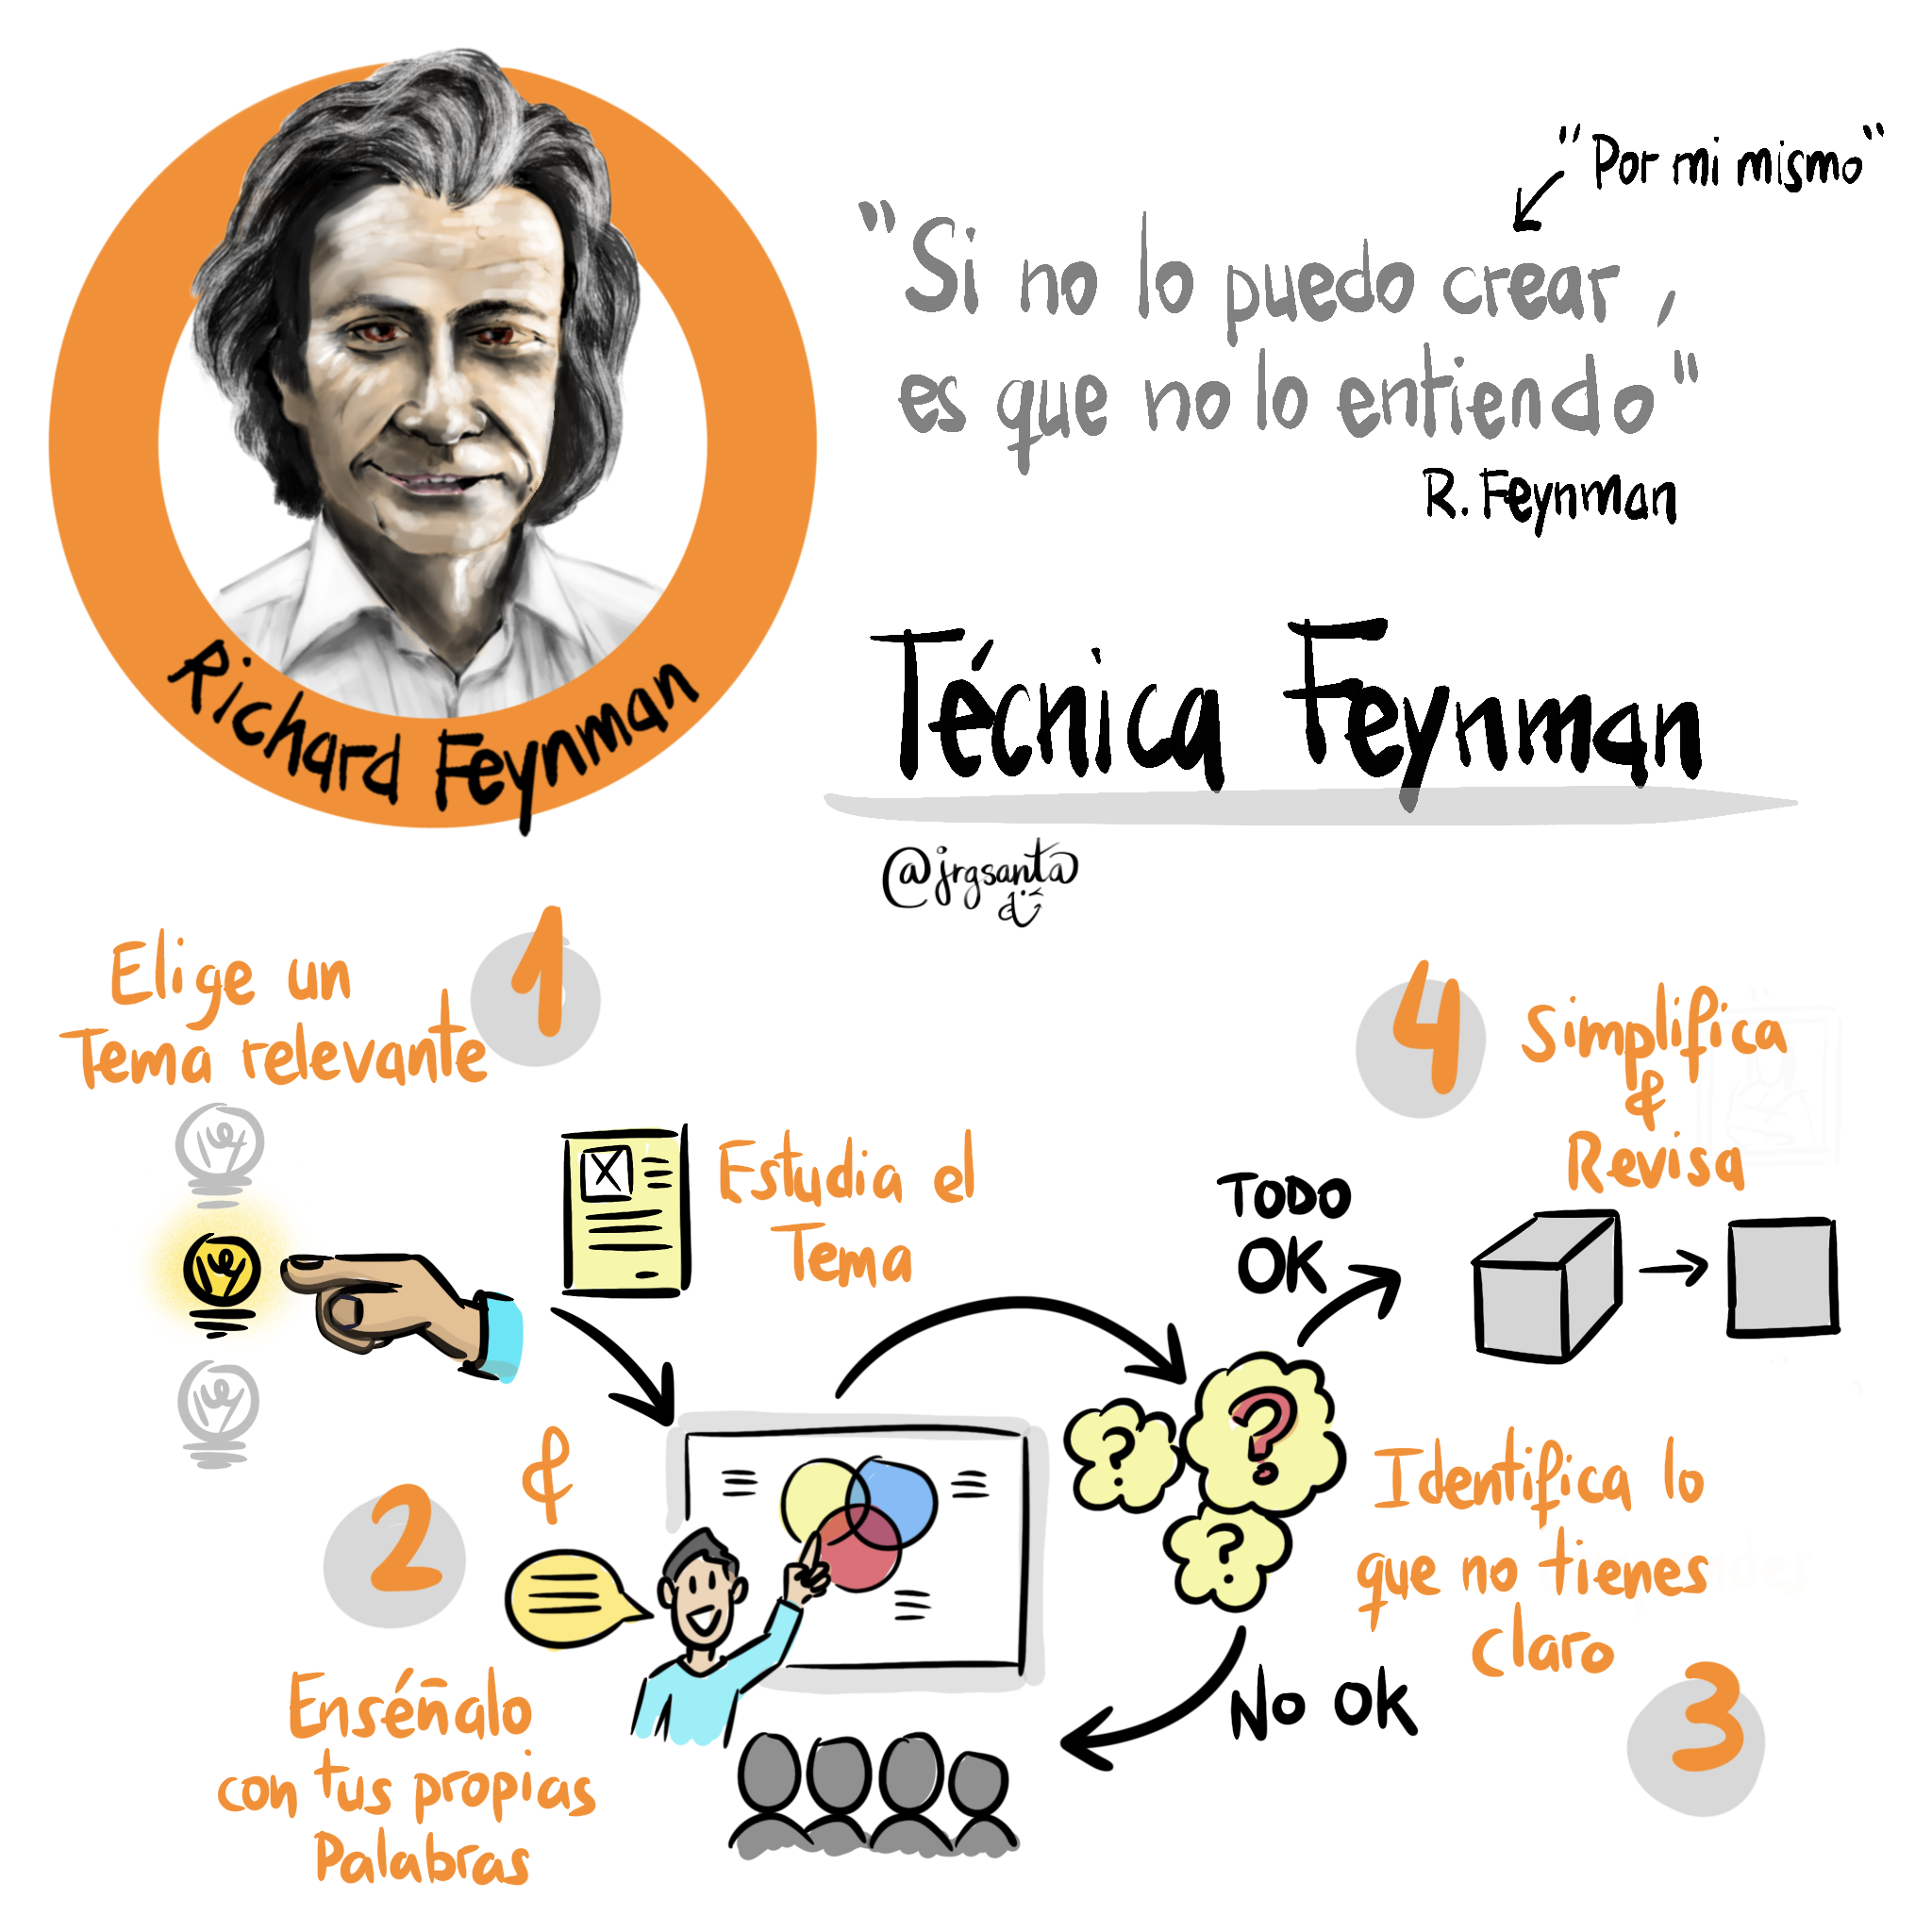 "Por mi mismo"
"Si no lo puedo crear,
es que no lo entiendo"
R. Feynman
Richard Feynman
Técnica Feynman
@jrgsanta
1
Elige un
Tema relevante
Estudia el
Tema
&
2
Enséñalo
con tus propias
Palabras
3
Identifica lo
que no tienes
claro
? ? ?
No OK
TODO
OK
4
Simplifica
&
Revisa